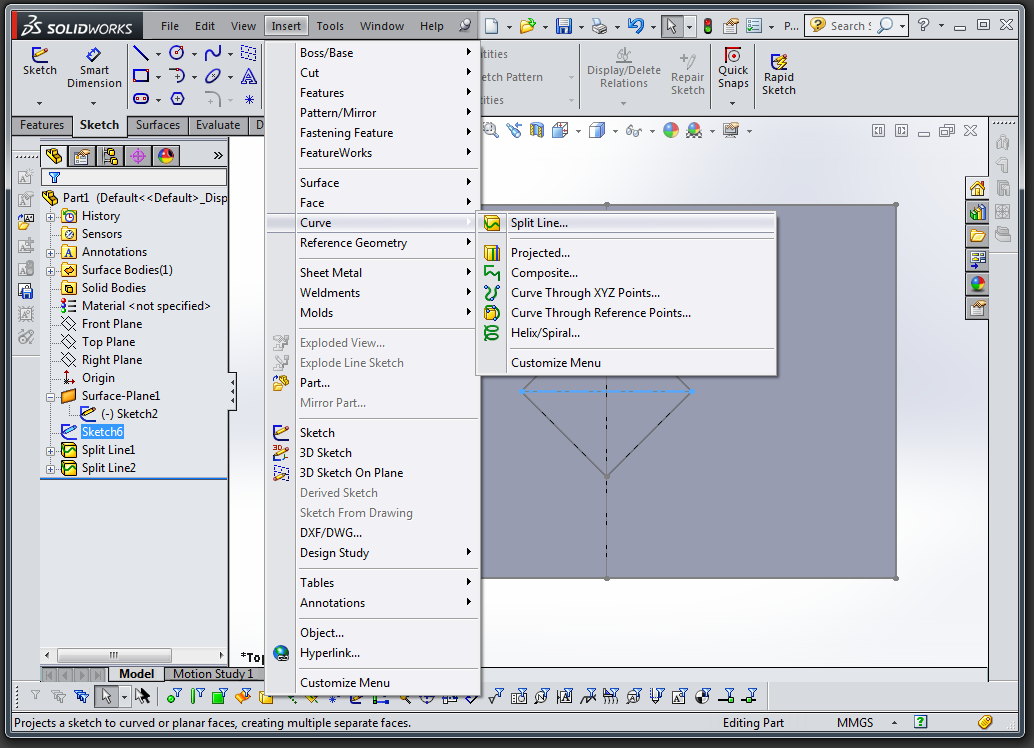 SOLIDWORKS File Edit View Insert Tools Window Help P... Search
Sketch Smart Dimension
Display/Delete Relations Repair Sketch Quick Snaps Rapid Sketch
tities
etch Pattern
ities
Features Sketch Surfaces Evaluate D
Part1 (Default<<Default>_Disp
History
Sensors
Annotations
Surface Bodies(1)
Solid Bodies
Material <not specified>
Front Plane
Top Plane
Right Plane
Origin
Surface-Plane1
(-) Sketch2
Sketch6
Split Line1
Split Line2
Boss/Base
Cut
Features
Pattern/Mirror
Fastening Feature
FeatureWorks
Surface
Face
Curve
Reference Geometry
Sheet Metal
Weldments
Molds
Exploded View...
Explode Line Sketch
Part...
Mirror Part...
Sketch
3D Sketch
3D Sketch On Plane
Derived Sketch
Sketch From Drawing
DXF/DWG...
Design Study
Tables
Annotations
Object...
Hyperlink...
Customize Menu
Split Line...
Projected...
Composite...
Curve Through XYZ Points...
Curve Through Reference Points...
Helix/Spiral...
Customize Menu
*Top
Model Motion Study 1
Projects a sketch to curved or planar faces, creating multiple separate faces. Editing Part MMGS